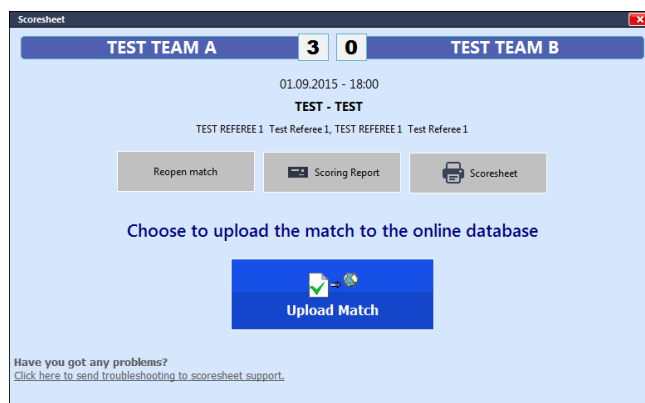 Scoresheet
TEST TEAM A 3 0 TEST TEAM B
01.09.2015 - 18:00
TEST - TEST
TEST REFEREE 1 Test Referee 1, TEST REFEREE 1 Test Referee 1
Reopen match Scoring Report Scoresheet
Choose to upload the match to the online database
Upload Match
Have you got any problems?
Click here to send troubleshooting to scoresheet support.